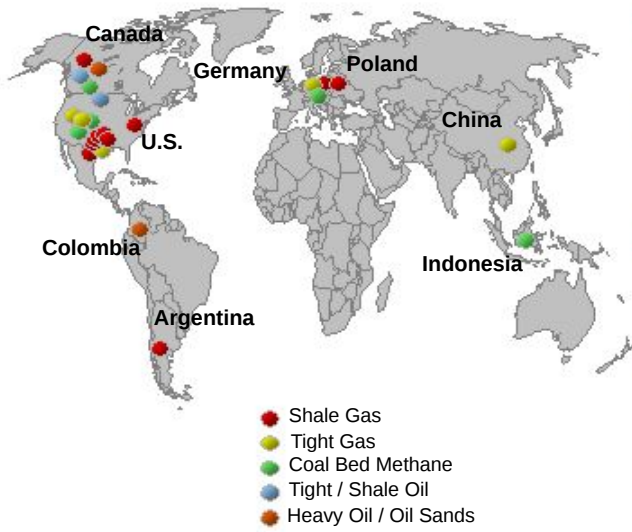 Canada
Germany
Poland
China
U.S.
Colombia
Indonesia
Argentina
Shale Gas
Tight Gas
Coal Bed Methane
Tight / Shale Oil
Heavy Oil / Oil Sands